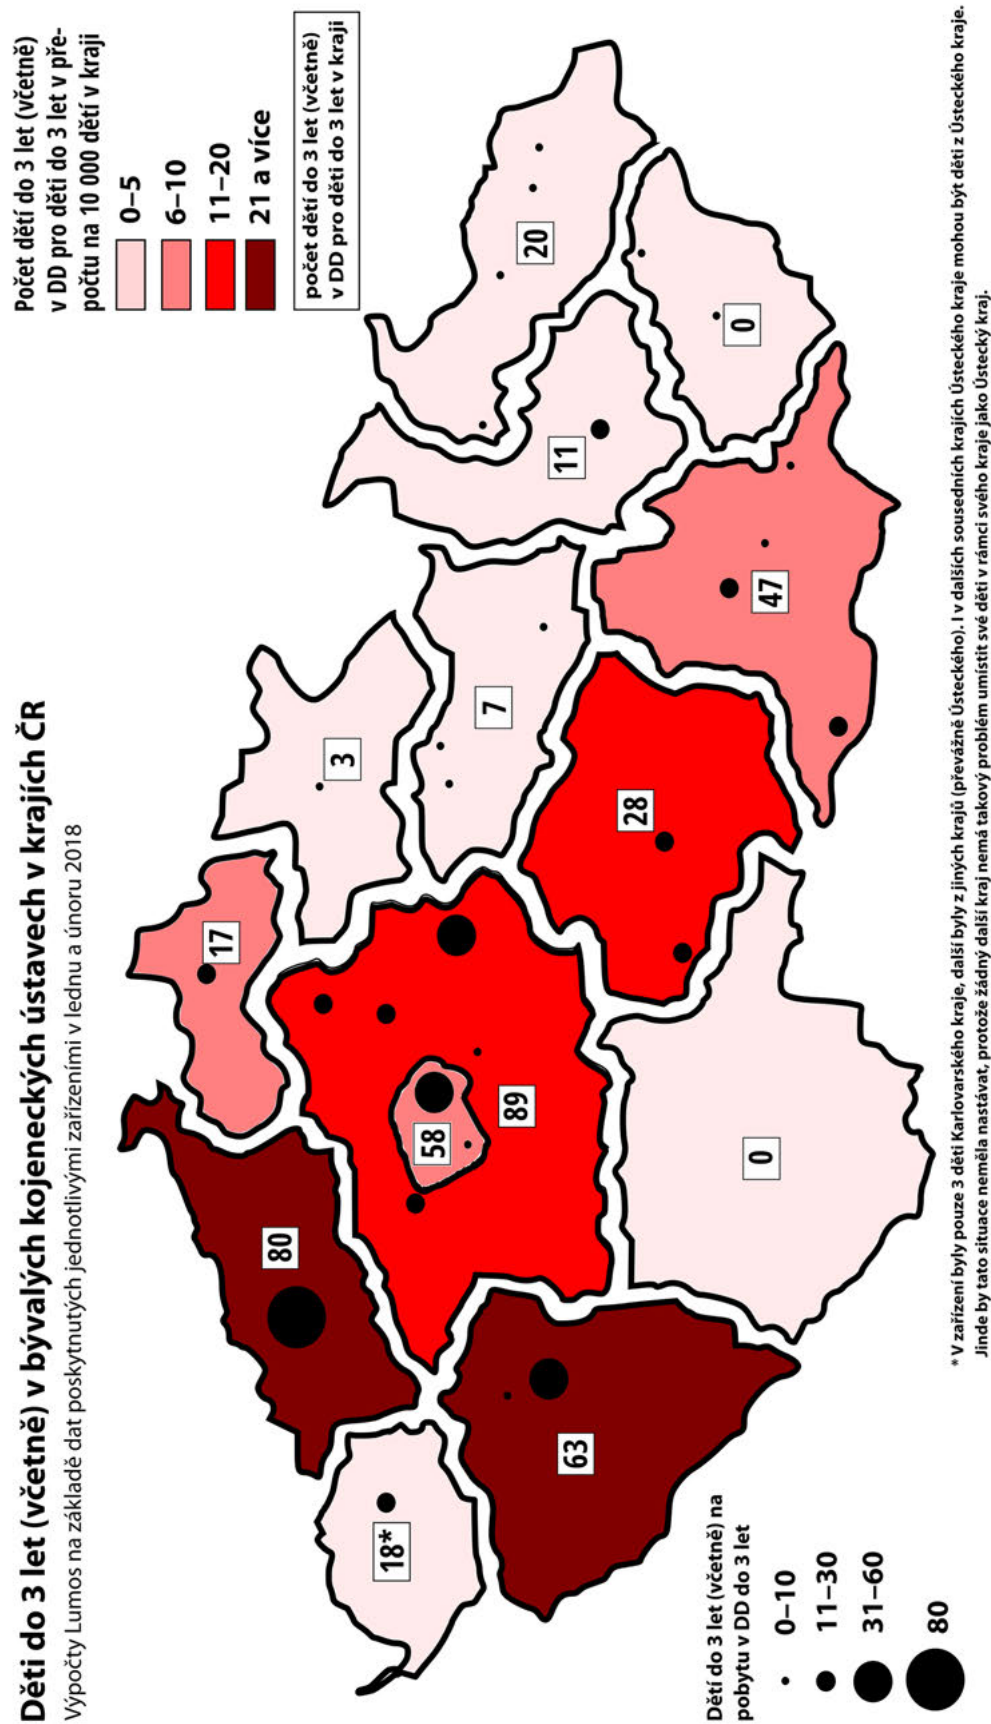 Děti do 3 let (včetně) v bývalých kojeneckých ústavech v krajích ČR
Výpočty Lumos na základě dat poskytnutých jednotlivými zařízeními v lednu a únoru 2018
Počet dětí do 3 let (včetně)
v DD pro děti do 3 let v pře-
počtu na 10 000 dětí v kraji
0–5
6–10
11–20
21 a více
počet dětí do 3 let (včetně)
v DD pro děti do 3 let v kraji
18*
80
17
3
63
58
89
7
11
20
28
0
47
0
Dětí do 3 let (včetně) na
pobytu v DD do 3 let
0–10
11–30
31–60
80
* V zařízení byly pouze 3 děti Karlovarského kraje, další byly z jiných krajů (převážně Ústeckého). I v dalších sousedních krajích Ústeckého kraje mohou být děti z Ústeckého kraje.
Jinde by tato situace neměla nastávat, protože žádný další kraj nemá takový problém umístit své děti v rámci svého kraje jako Ústecký kraj.